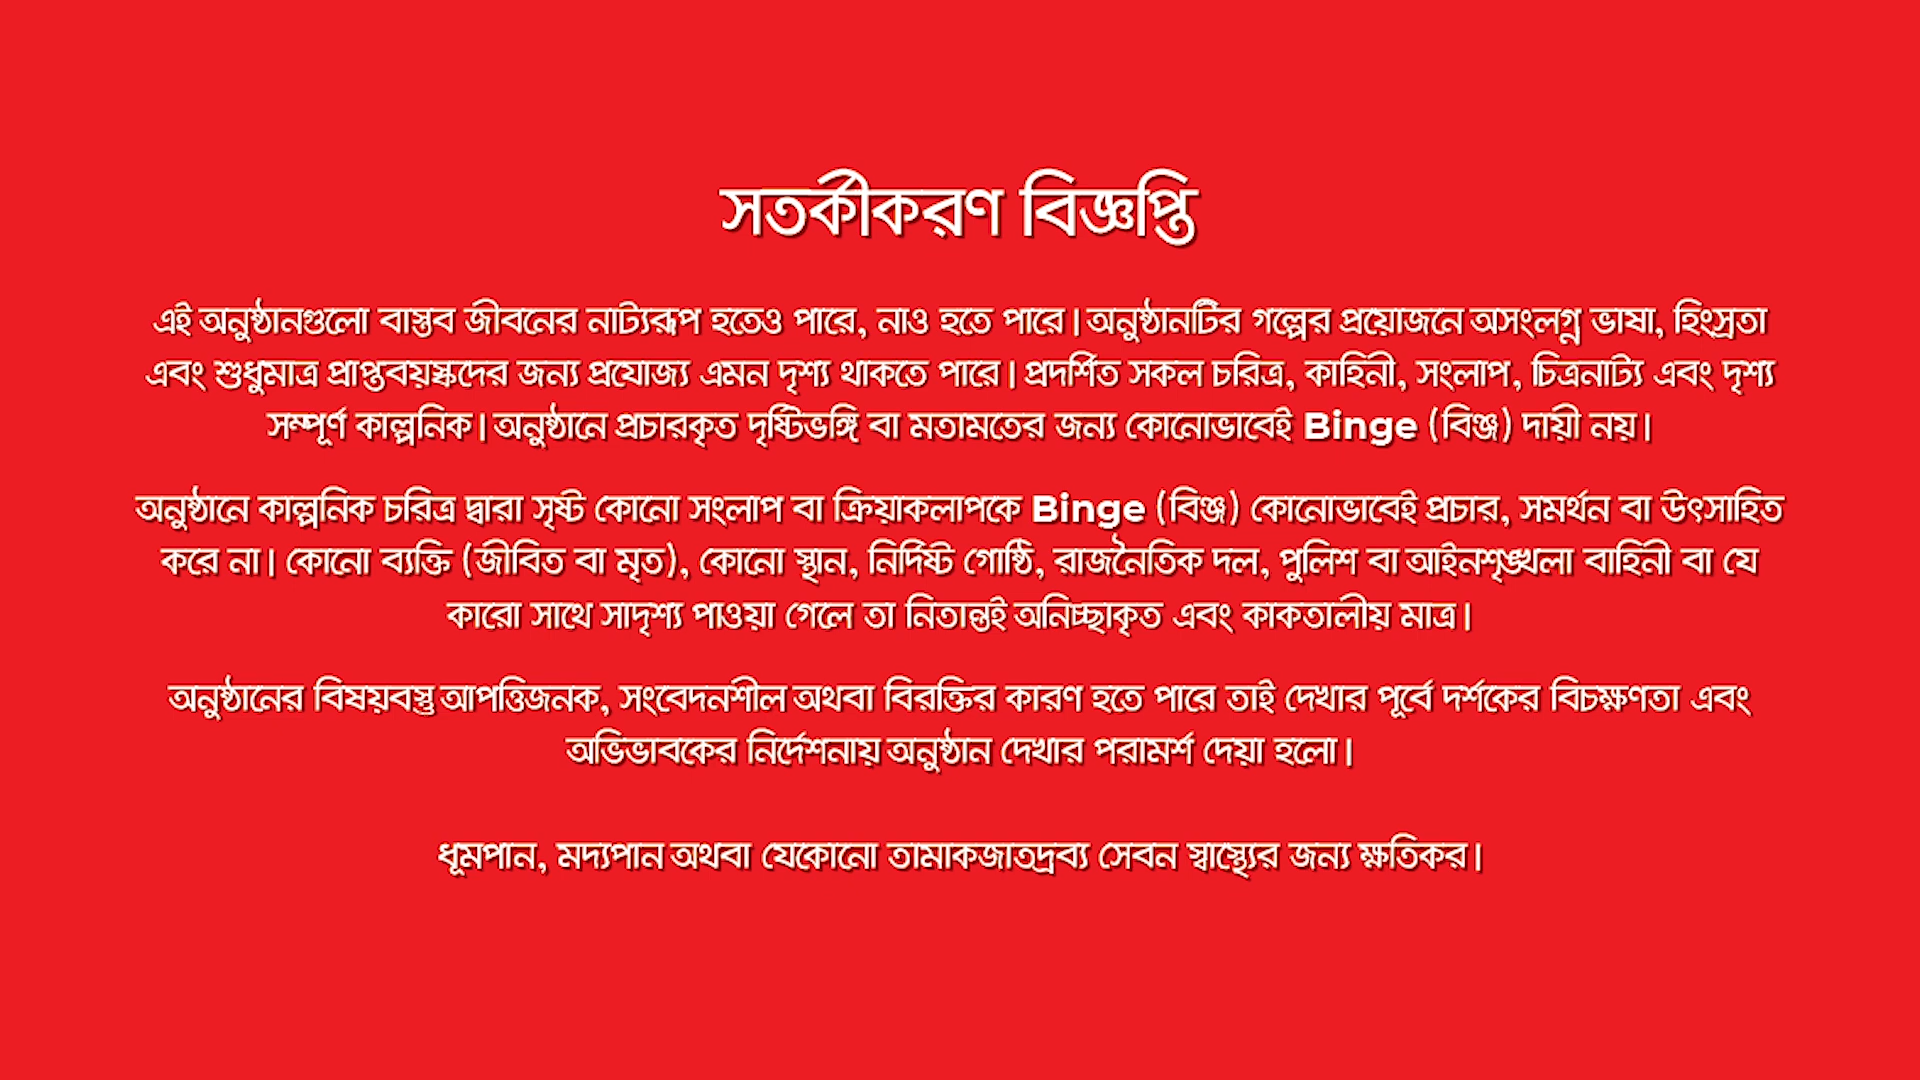 সতর্কীকরণ বিজ্ঞপ্তি
এই অনুষ্ঠানগুলো বাস্তব জীবনের নাট্যরূপ হতেও পারে, নাও হতে পারে। অনুষ্ঠানটির গল্পের প্রয়োজনে অসংলগ্ন ভাষা, হিংস্রতা
এবং শুধুমাত্র প্রাপ্তবয়স্কদের জন্য প্রযোজ্য এমন দৃশ্য থাকতে পারে। প্রদর্শিত সকল চরিত্র, কাহিনী, সংলাপ, চিত্রনাট্য এবং দৃশ্য
সম্পূর্ণ কাল্পনিক। অনুষ্ঠানে প্রচারকৃত দৃষ্টিভঙ্গি বা মতামতের জন্য কোনোভাবেই Binge (বিঞ্জ) দায়ী নয়।
অনুষ্ঠানে কাল্পনিক চরিত্র দ্বারা সৃষ্ট কোনো সংলাপ বা ক্রিয়াকলাপকে Binge (বিঞ্জ) কোনোভাবেই প্রচার, সমর্থন বা উৎসাহিত
করে না। কোনো ব্যক্তি (জীবিত বা মৃত), কোনো স্থান, নির্দিষ্ট গোষ্ঠি, রাজনৈতিক দল, পুলিশ বা আইনশৃঙ্খলা বাহিনী বা যে
কারো সাথে সাদৃশ্য পাওয়া গেলে তা নিতান্তই অনিচ্ছাকৃত এবং কাকতালীয় মাত্র।
অনুষ্ঠানের বিষয়বস্তু আপত্তিজনক, সংবেদনশীল অথবা বিরক্তির কারণ হতে পারে তাই দেখার পূর্বে দর্শকের বিচক্ষণতা এবং
অভিভাবকের নির্দেশনায় অনুষ্ঠান দেখার পরামর্শ দেয়া হলো।
ধূমপান, মদ্যপান অথবা যেকোনো তামাকজাতদ্রব্য সেবন স্বাস্থ্যের জন্য ক্ষতিকর।